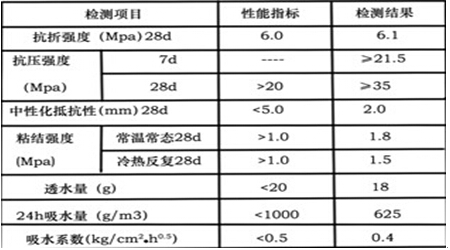 检测项目 性能指标 检测结果
抗折强度 (Mpa) 28d 6.0 6.1
抗压强度 (Mpa) 7d ---- ≥21.5
28d >20 ≥35
中性化抵抗性(mm) 28d <5.0 2.0
粘结强度 (Mpa) 常温常态28d >1.0 1.8
冷热反复28d >1.0 1.5
透水量 (g) <20 18
24h吸水量 (g/m3) <1000 625
吸水系数(kg/cm²•h⁰·⁵) <0.5 0.4